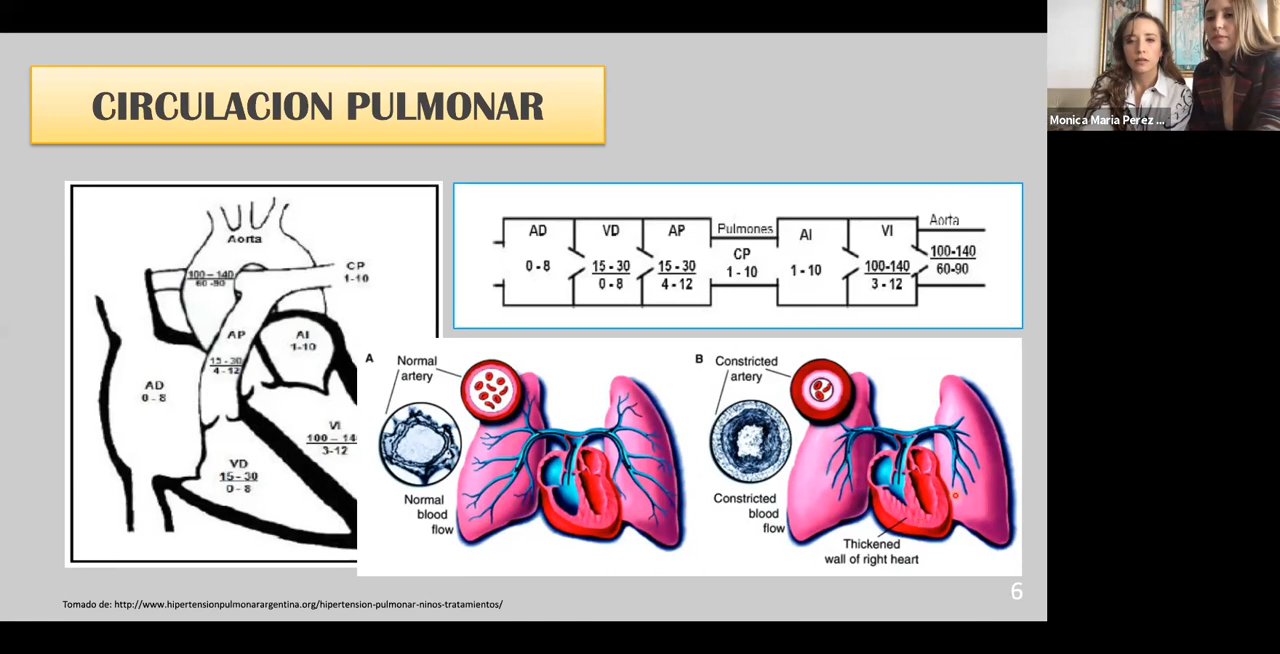 CIRCULACION PULMONAR
Monica Maria Perez ...
Aorta
100 - 140
60 - 90
CP
1-10
AP
15 - 30
4 - 12
AI
1-10
AD
0 - 8
VI
100 - 14
3-12
VD
15 - 30
0 - 8
AD
0 - 8
VD
15 - 30
0 - 8
AP
15 - 30
4 - 12
Pulmones
CP
1 - 10
AI
1 - 10
VI
100-140
3 - 12
Aorta
100-140
60-90
A
Normal
artery
Normal
blood
flow
B
Constricted
artery
Constricted
blood
flow
Thickened
wall of right heart
6
Tomado de: http://www.hipertensionpulmonarargentina.org/hipertension-pulmonar-ninos-tratamientos/